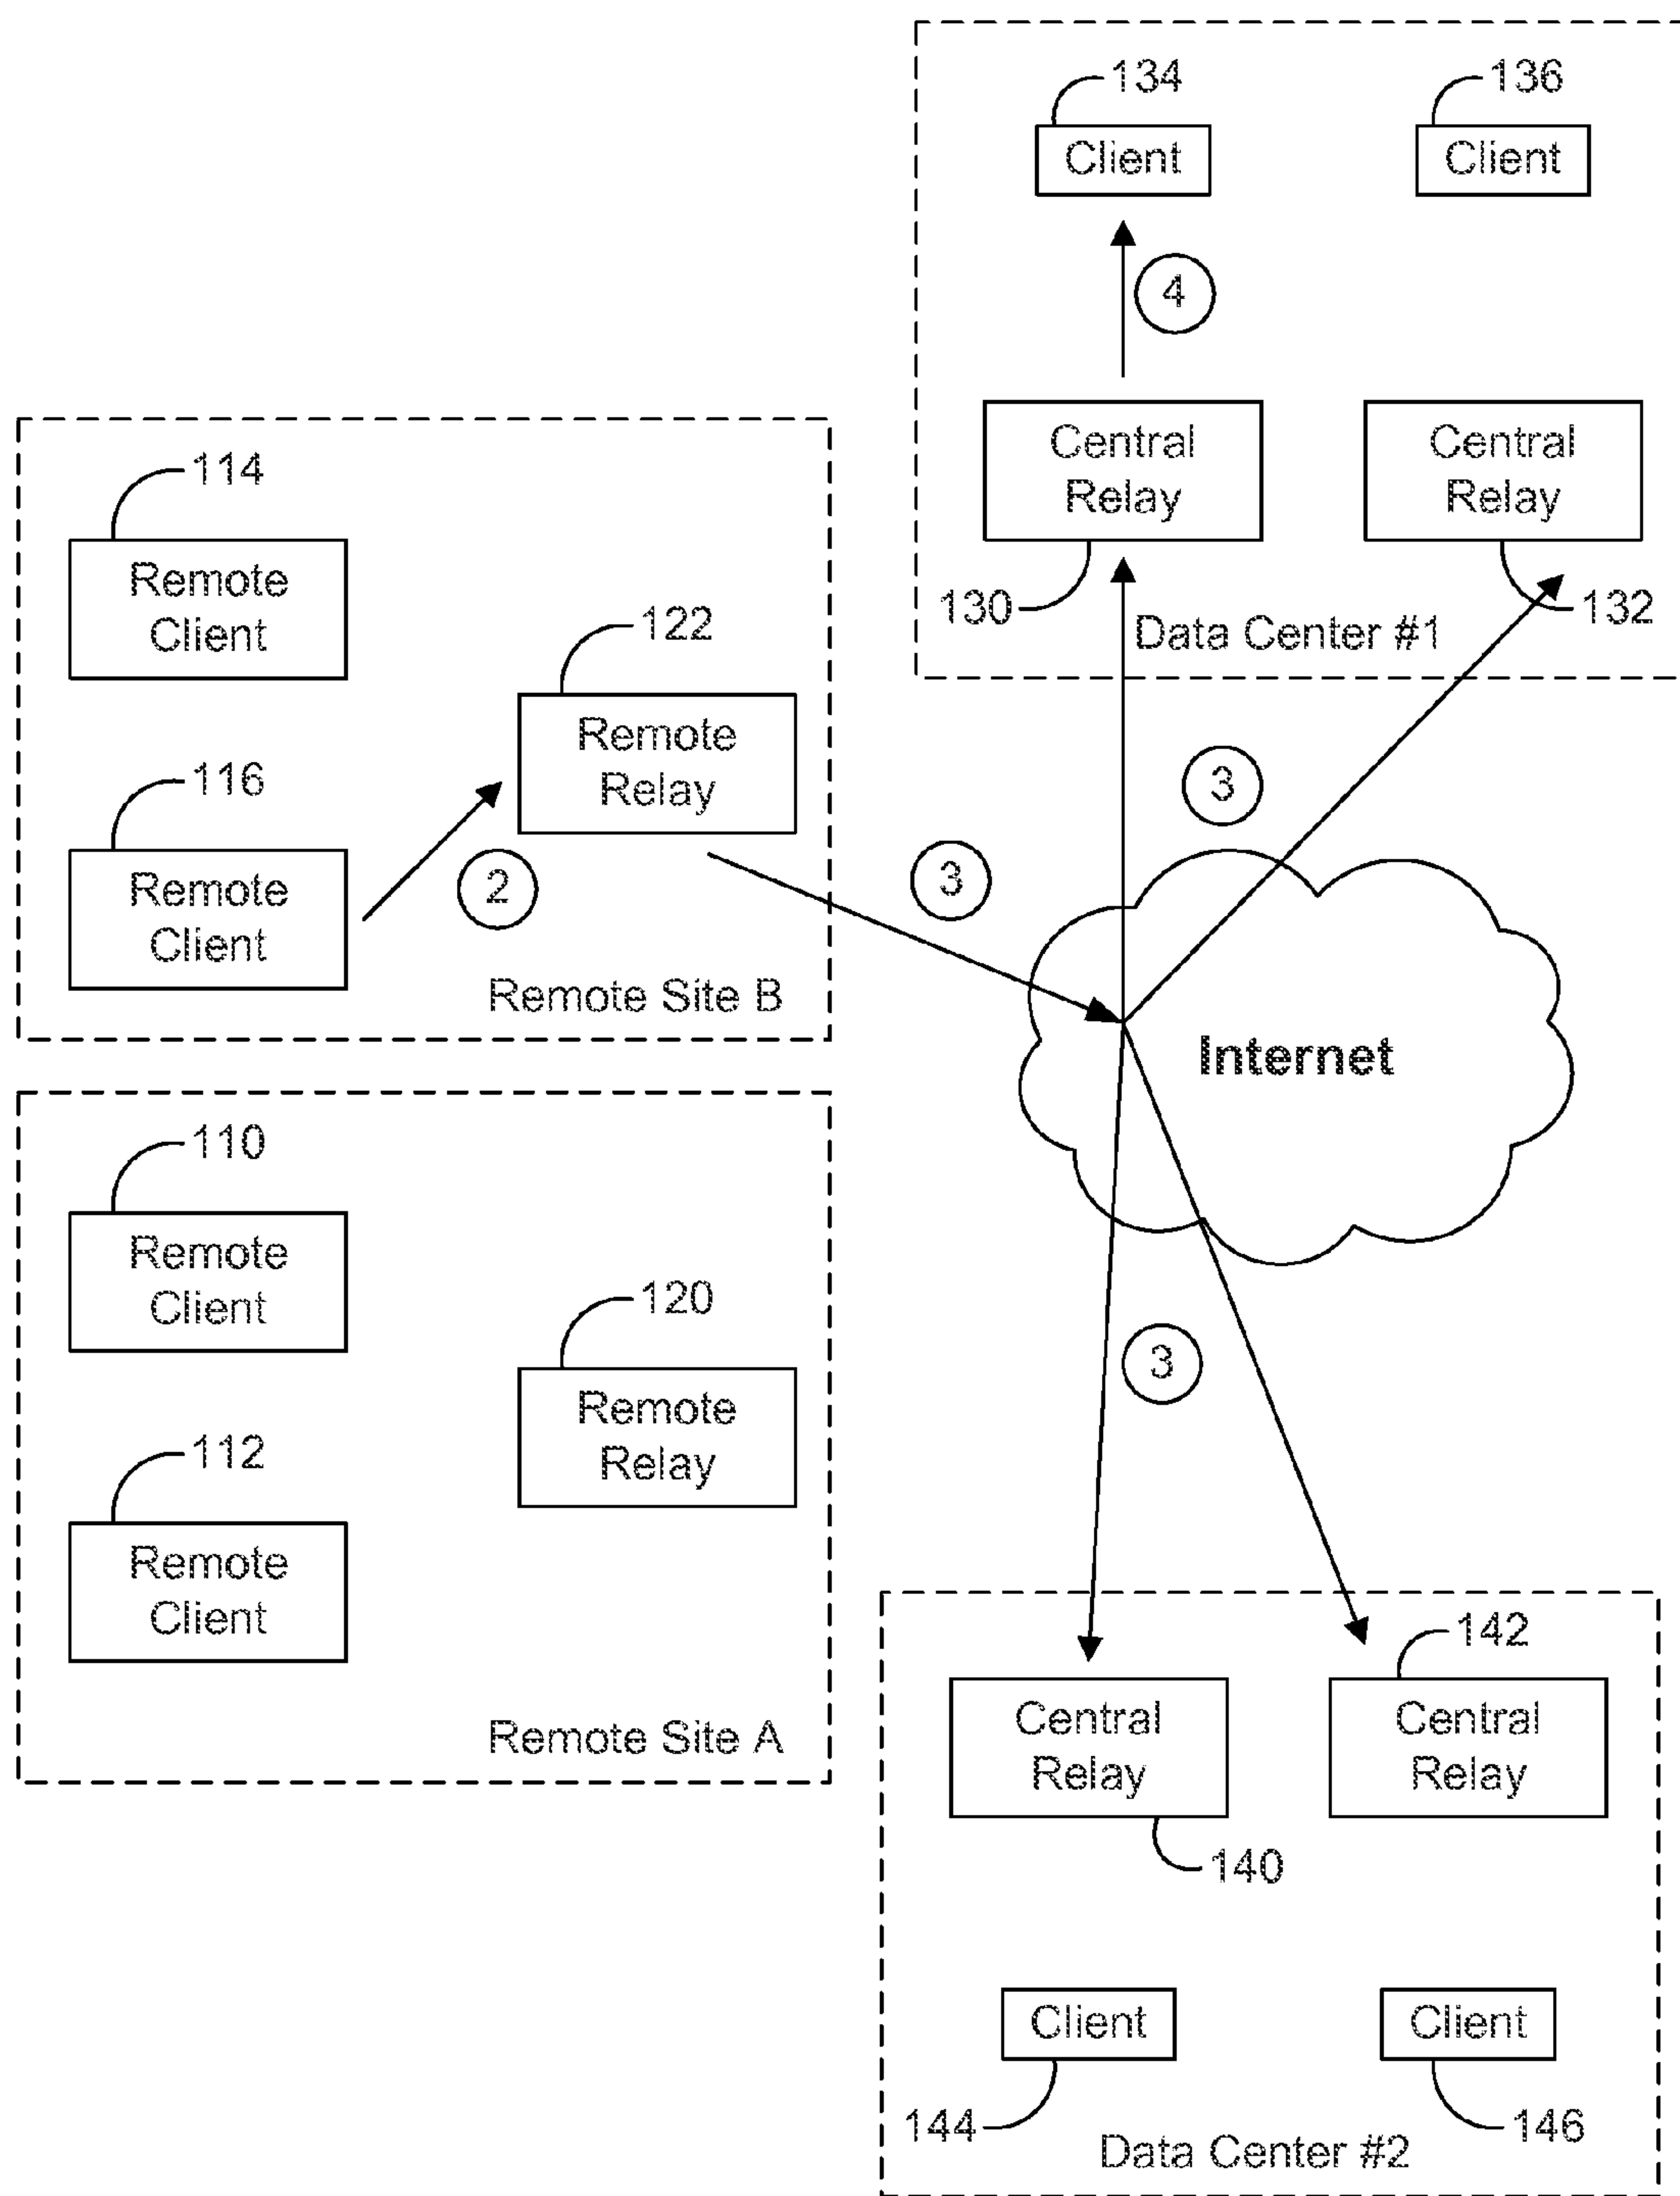 134
136
Client
Client
4
Central
Relay
Central
Relay
130
132
Data Center #1
114
Remote
Client
122
Remote
Relay
116
Remote
Client
2
Remote Site B
3
3
Internet
110
Remote
Client
120
Remote
Relay
112
Remote
Client
Remote Site A
3
142
Central
Relay
Central
Relay
140
Client
Client
144
146
Data Center #2